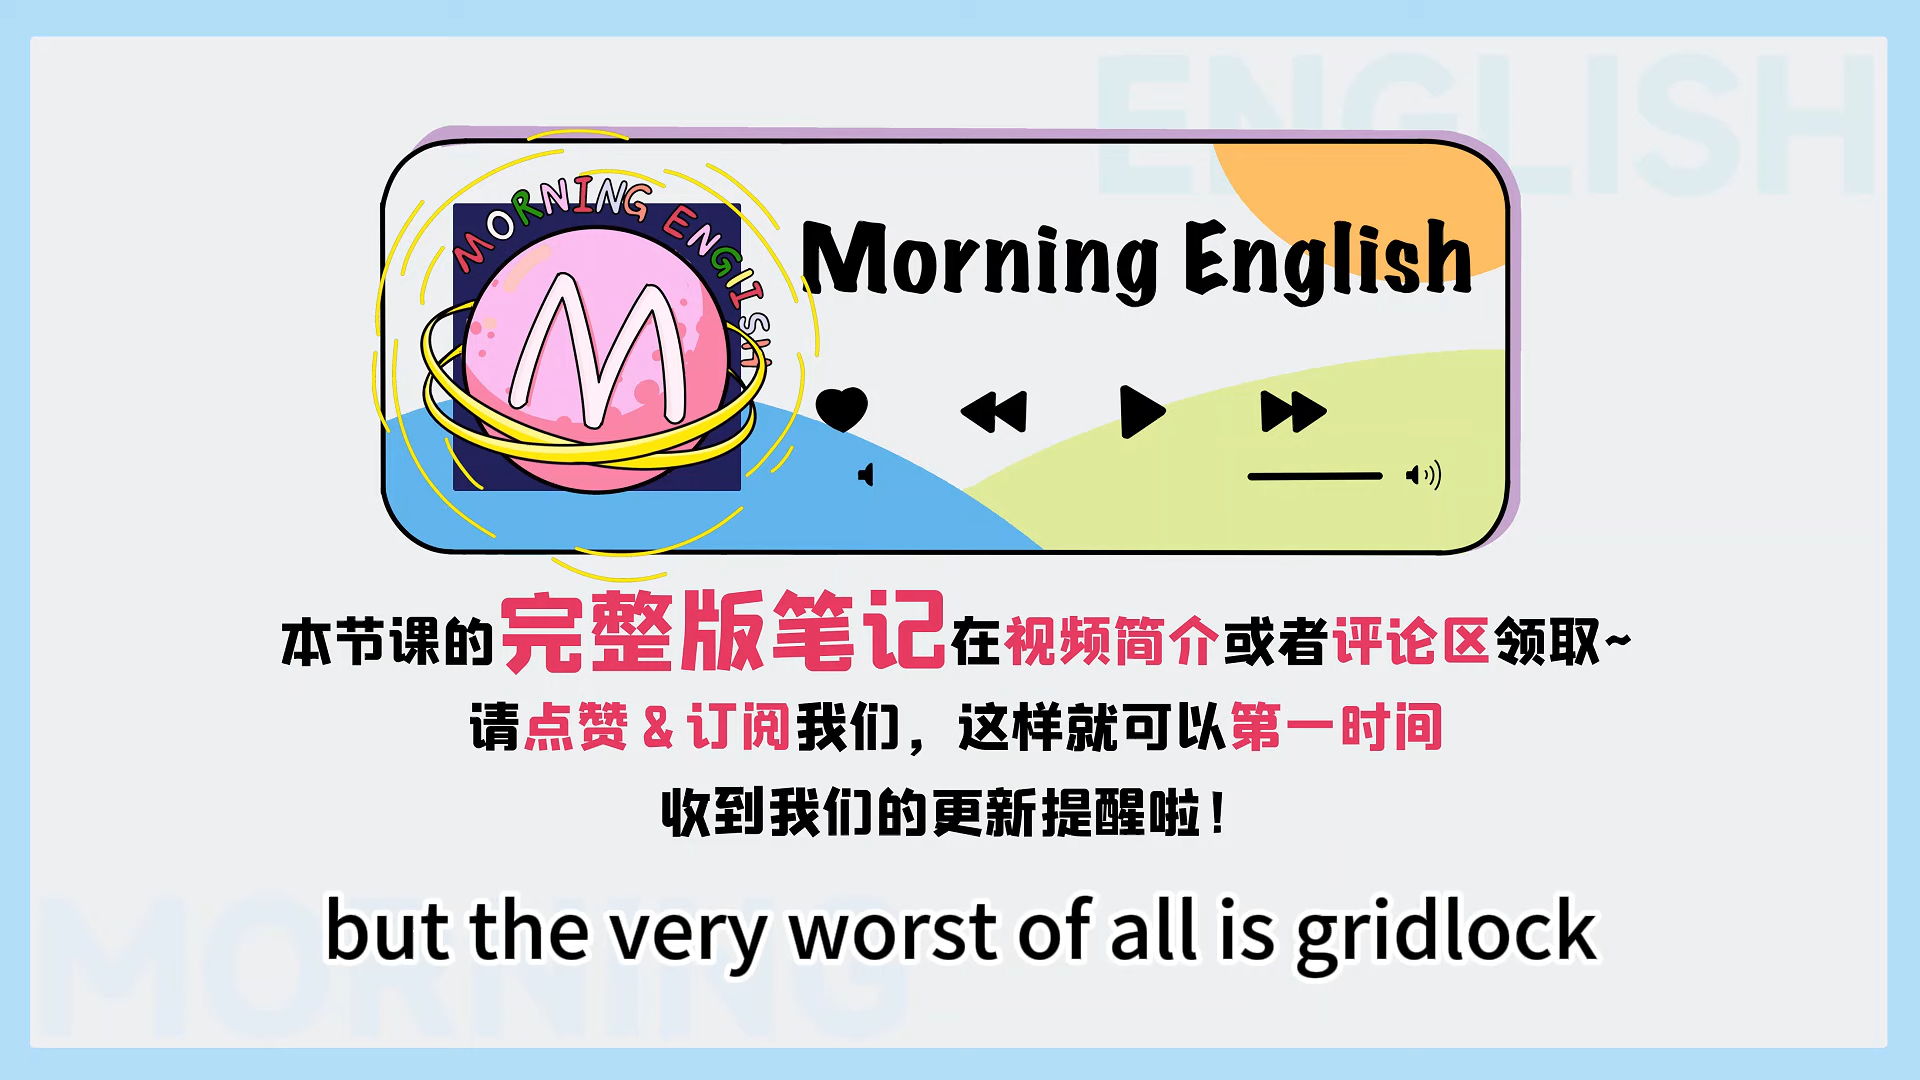 ENGLISH
MORNING ENGLISH
M
Morning English
本节课的完整版笔记在视频简介或者评论区领取~
请点赞&订阅我们，这样就可以第一时间
收到我们的更新提醒啦！
MORNING
but the very worst of all is gridlock